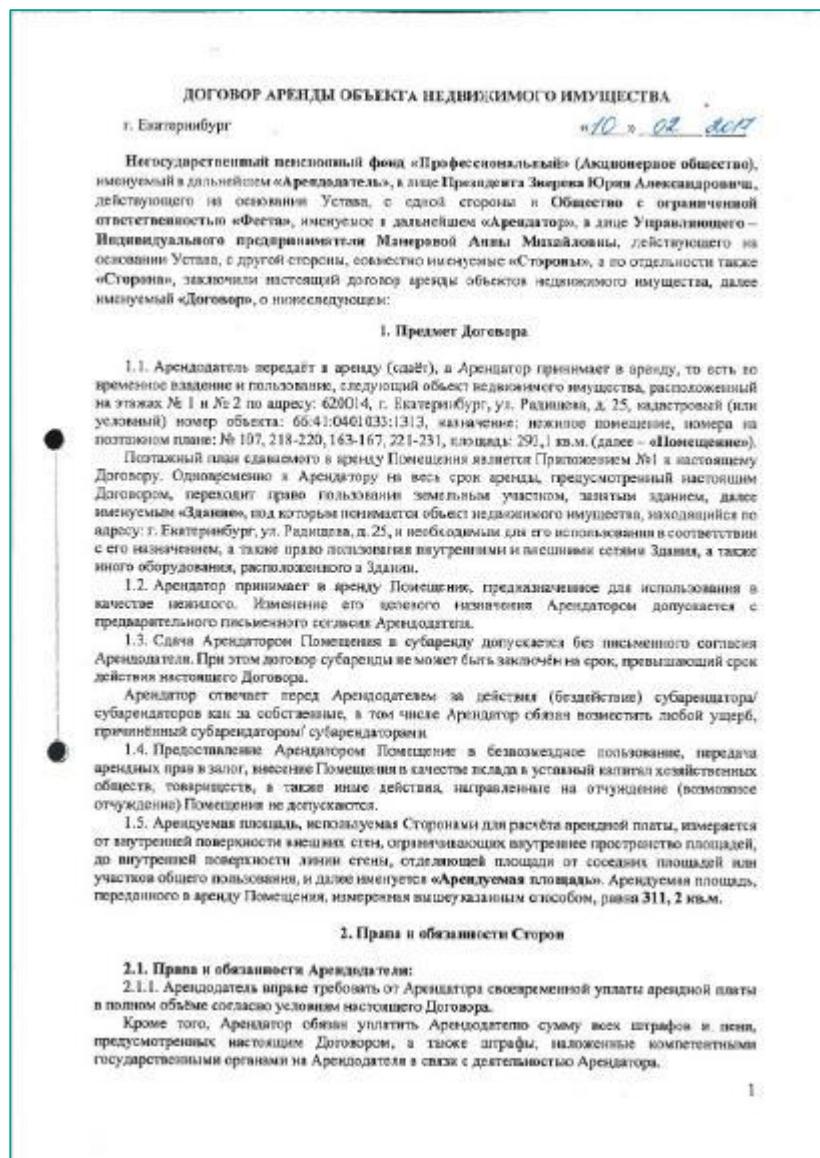 ДОГОВОР АРЕНДЫ ОБЪЕКТА НЕДВИЖИМОГО ИМУЩЕСТВА
г. Екатеринбург «10» 02 2017
Негосударственный пенсионный фонд «Профессиональный» (Акционерное общество),
именуемый в дальнейшем «Арендодатель», в лице Президента Зверева Юрия Александровича,
действующего на основании Устава, с одной стороны и Общество с ограниченной
ответственностью «Феста», именуемое в дальнейшем «Арендатор», в лице Управляющего –
Индивидуального предпринимателя Манеровой Анны Михайловны, действующего на
основании Устава, с другой стороны, совместно именуемые «Стороны», а по отдельности также
«Сторона», заключили настоящий договор аренды объектов недвижимого имущества, далее
именуемый «Договор», о нижеследующем:
1. Предмет Договора
1.1. Арендодатель передаёт в аренду (сдаёт), а Арендатор принимает в аренду, то есть во
временное владение и пользование, следующий объект недвижимого имущества, расположенный
на этажах № 1 и № 2 по адресу: 620014, г. Екатеринбург, ул. Радищева, д. 25, кадастровый (или
условный) номер объекта: 66:41:0401033:1313, назначение: нежилое помещение, номера на
поэтажном плане: № 107, 218-220, 163-167, 221-231, площадь: 291,1 кв.м. (далее – «Помещение»).
Поэтажный план сдаваемого в аренду Помещения является Приложением №1 к настоящему
Договору. Одновременно к Арендатору на весь срок аренды, предусмотренный настоящим
Договором, переходит право пользования земельным участком, занятым зданием, далее
именуемым «Здание», под которым понимается объект недвижимого имущества, находящийся по
адресу: г. Екатеринбург, ул. Радищева, д. 25, и необходимым для его использования в соответствии
с его назначением, а также право пользования внутренними и внешними сетями Здания, а также
иного оборудования, расположенного в Здании.
1.2. Арендатор принимает в аренду Помещения, предназначенное для использования в
качестве нежилого. Изменение его целевого назначения Арендатором допускается с
предварительного письменного согласия Арендодателя.
1.3. Сдача Арендатором Помещения в субаренду допускается без письменного согласия
Арендодателя. При этом договор субаренды не может быть заключён на срок, превышающий срок
действия настоящего Договора.
Арендатор отвечает перед Арендодателем за действия (бездействие) субарендатора/
субарендаторов как за собственные, в том числе Арендатор обязан возместить любой ущерб,
причинённый субарендатором/ субарендаторами
1.4. Предоставление Арендатором Помещение в безвозмездное пользование, передача
арендных прав в залог, внесение Помещения в качестве вклада в уставный капитал хозяйственных
обществ, товариществ, а также иные действия, направленные на отчуждение (возможное
отчуждение) Помещения не допускаются.
1.5. Арендуемая площадь, используемая Сторонами для расчёта арендной платы, измеряется
от внутренней поверхности внешних стен, ограничивающих внутреннее пространство площадей,
до внутренней поверхности линии стены, отделяющей площади от соседних площадей или
участков общего пользования, и далее именуется «Арендуемая площадь». Арендуемая площадь,
переданного в аренду Помещения, измеренная вышеуказанным способом, равна 311, 2 кв.м.
2. Права и обязанности Сторон
2.1. Права и обязанности Арендодателя:
2.1.1. Арендодатель вправе требовать от Арендатора своевременной уплаты арендной платы
в полном объёме согласно условиям настоящего Договора.
Кроме того, Арендатор обязан уплатить Арендодателю сумму всех штрафов и пени,
предусмотренных настоящим Договором, а также штрафы, наложенные компетентными
государственными органами на Арендодателя в связи с деятельностью Арендатора.
1